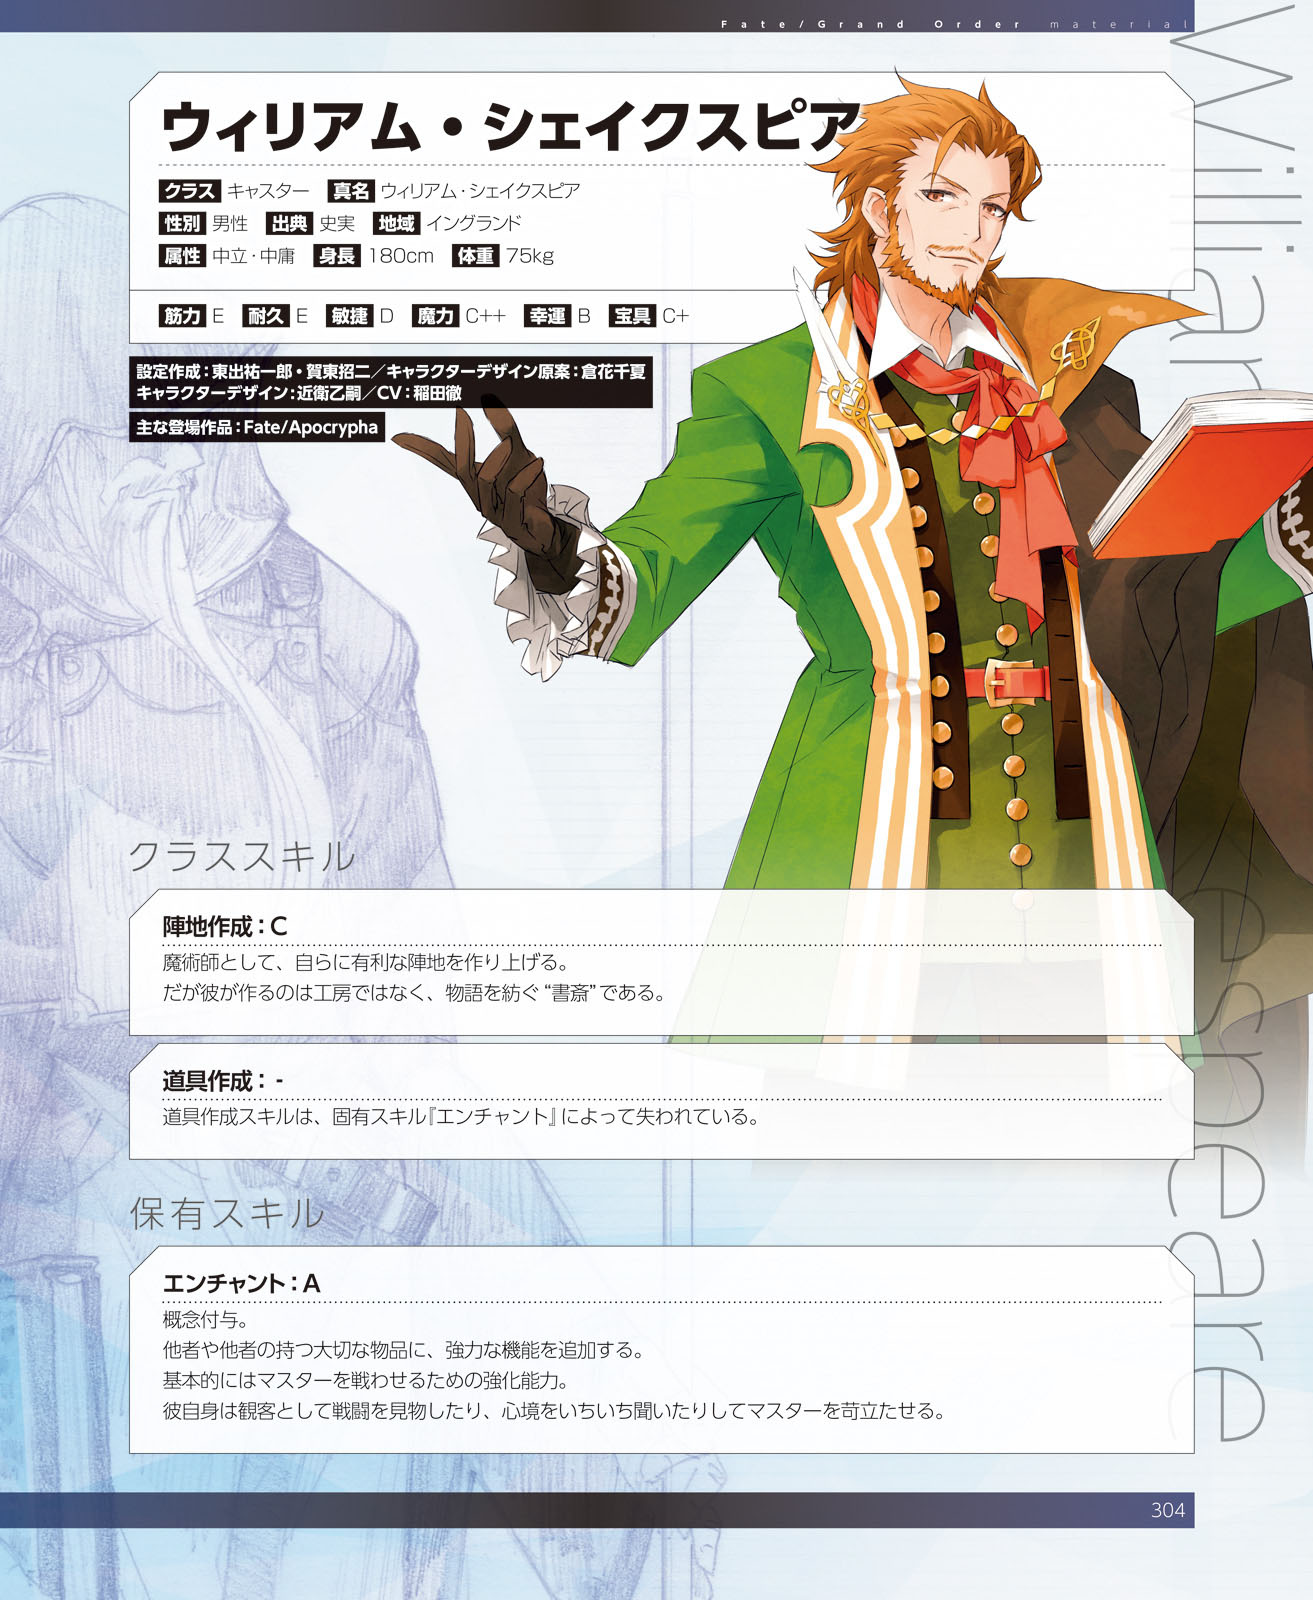 Fate/Grand Order material
William Shakespeare
ウィリアム・シェイクスピア
クラス キャスター 真名 ウィリアム・シェイクスピア
性別 男性 出典 史実 地域 イングランド
属性 中立・中庸 身長 180cm 体重 75kg
筋力 E 耐久 E 敏捷 D 魔力 C++ 幸運 B 宝具 C+
設定作成：東出祐一郎・賀東招二／キャラクターデザイン原案：倉花千夏
キャラクターデザイン：近衛乙嗣／CV：稲田徹
主な登場作品：Fate/Apocrypha
クラススキル
陣地作成：C
魔術師として、自らに有利な陣地を作り上げる。
だが彼が作るのは工房ではなく、物語を紡ぐ“書斎”である。
道具作成：-
道具作成スキルは、固有スキル『エンチャント』によって失われている。
保有スキル
エンチャント：A
概念付与。
他者や他者の持つ大切な物品に、強力な機能を追加する。
基本的にはマスターを戦わせるための強化能力。
彼自身は観客として戦闘を見物したり、心境をいちいち聞いたりしてマスターを苛立たせる。
304